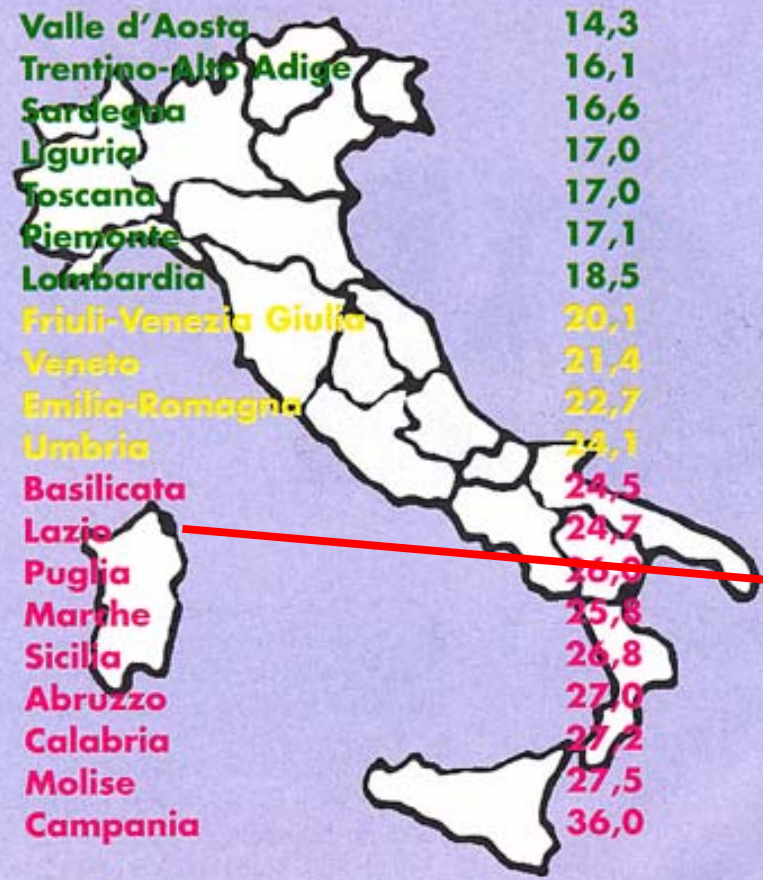 Valle d'Aosta 14,3
Trentino-Alto Adige 16,1
Sardegna 16,6
Liguria 17,0
Toscana 17,0
Piemonte 17,1
Lombardia 18,5
Friuli-Venezia Giulia 20,1
Veneto 21,4
Emilia-Romagna 22,7
Umbria 24,1
Basilicata 24,5
Lazio 24,7
Puglia 26,0
Marche 25,8
Sicilia 26,8
Abruzzo 27,0
Calabria 27,2
Molise 27,5
Campania 36,0